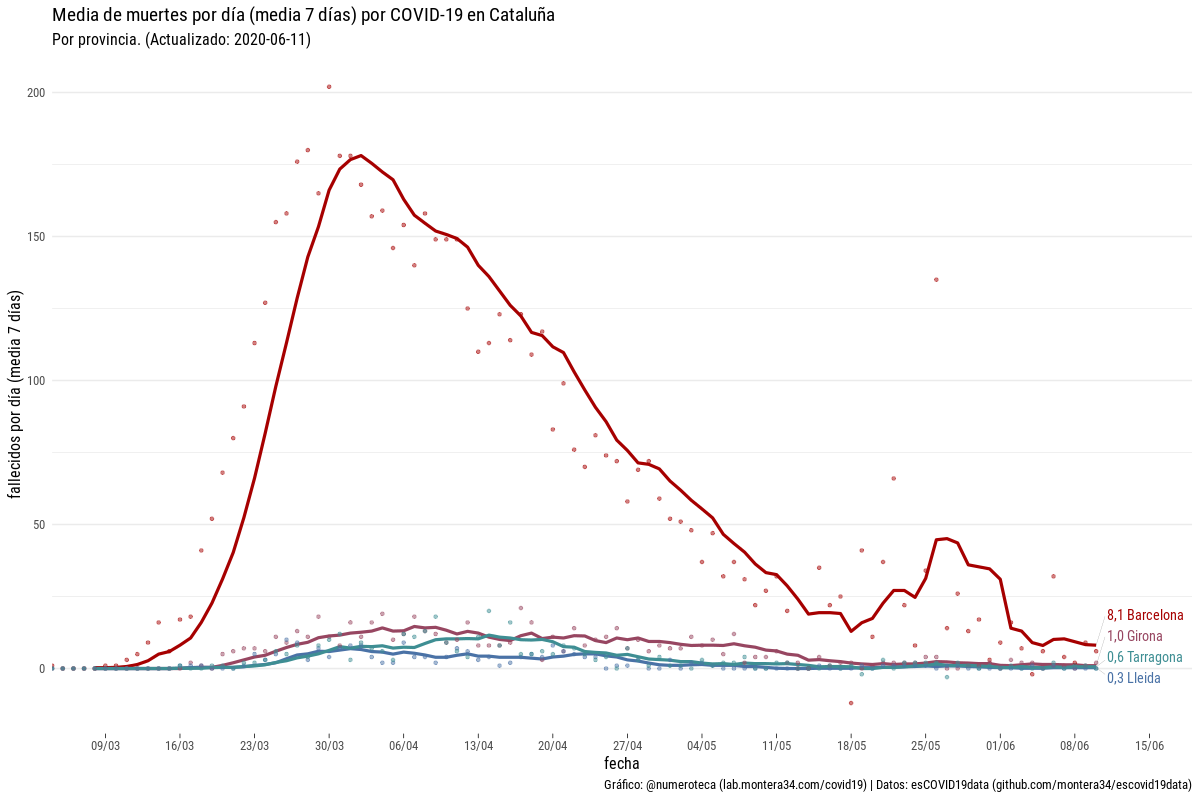 Media de muertes por día (media 7 días) por COVID-19 en Cataluña
Por provincia. (Actualizado: 2020-06-11)
fallecidos por día (media 7 días)
200
150
100
50
0
8,1 Barcelona
1,0 Girona
0,6 Tarragona
0,3 Lleida
09/03
16/03
23/03
30/03
06/04
13/04
20/04
27/04
04/05
11/05
18/05
25/05
01/06
08/06
15/06
fecha
Gráfico: @numeroteca (lab.montera34.com/covid19) | Datos: esCOVID19data (github.com/montera34/escovid19data)